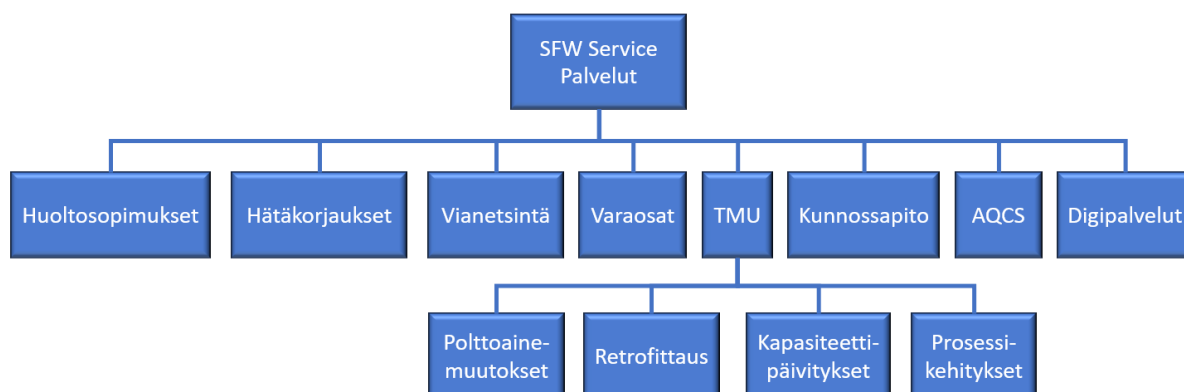 SFW Service
Palvelut
Huoltosopimukset
Hätäkorjaukset
Vianetsintä
Varaosat
TMU
Kunnossapito
AQCS
Digipalvelut
Polttoaine-
muutokset
Retrofittaus
Kapasiteetti-
päivitykset
Prosessi-
kehitykset